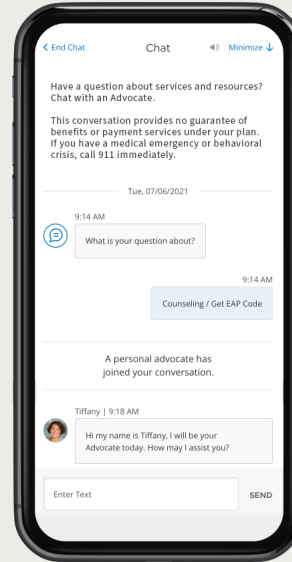 End Chat
Chat
Minimize
Have a question about services and resources?
Chat with an Advocate.
This conversation provides no guarantee of
benefits or payment services under your plan.
If you have a medical emergency or behavioral
crisis, call 911 immediately.
Tue, 07/06/2021
9:14 AM
What is your question about?
9:14 AM
Counseling / Get EAP Code
A personal advocate has
joined your conversation.
Tiffany | 9:18 AM
Hi my name is Tiffany, I will be your
Advocate today. How may I assist you?
Enter Text
SEND